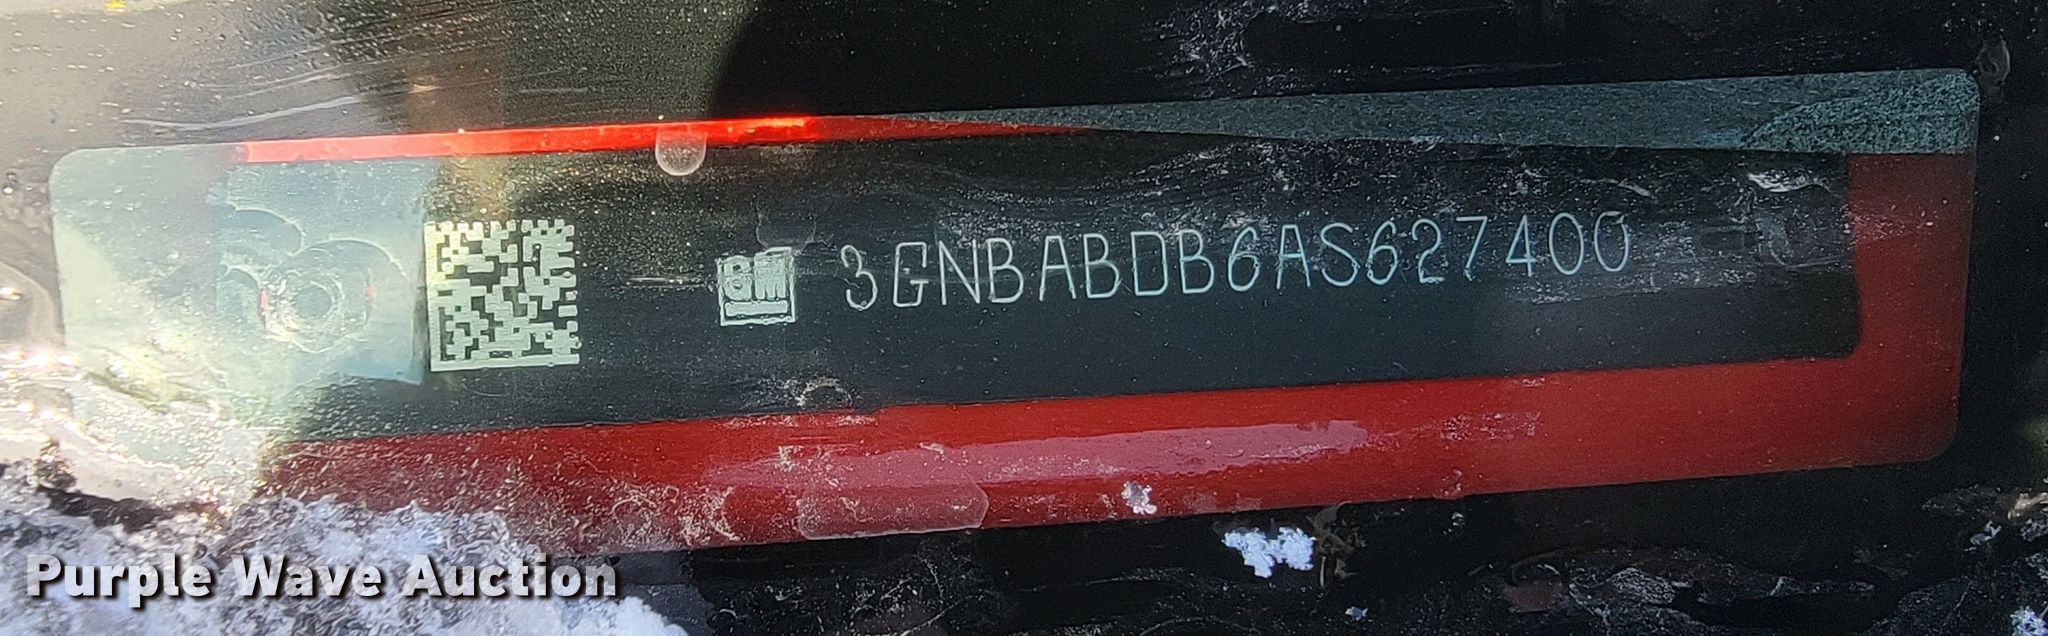 GM 3GNBABDB6AS627400
Purple Wave Auction